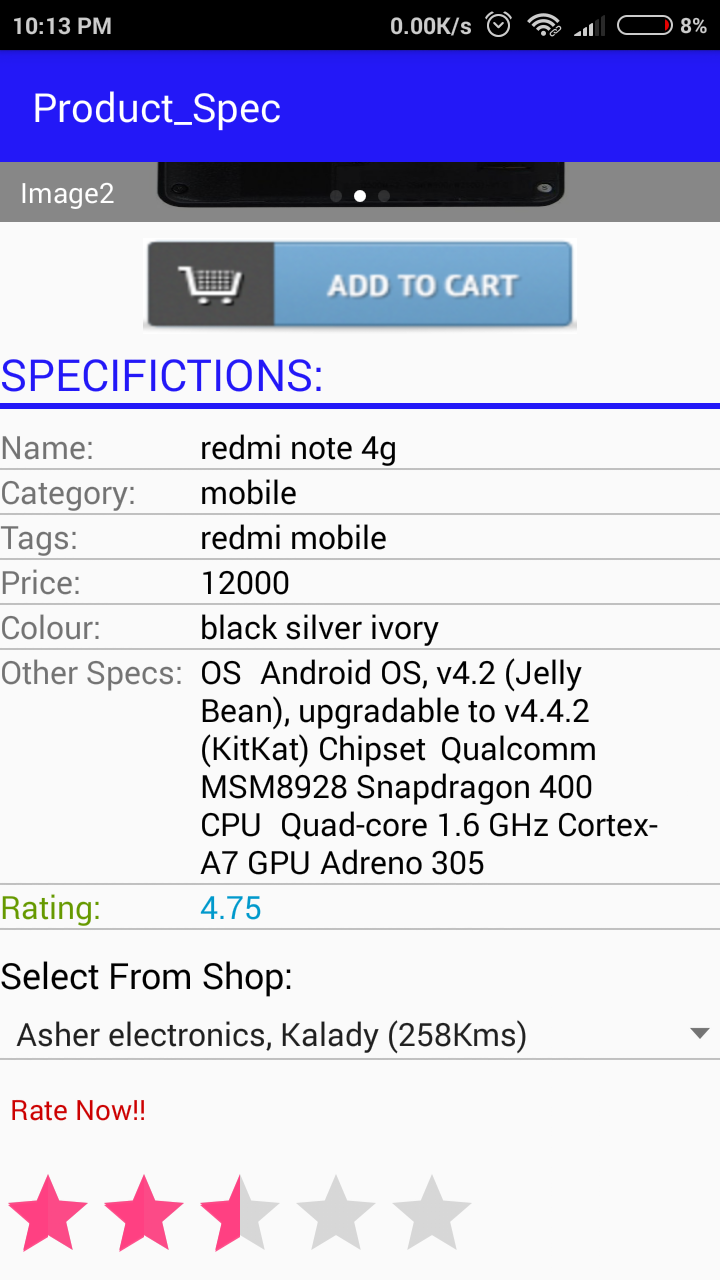 10:13 PM 0.00K/s 8%
Product_Spec
Image2
ADD TO CART
SPECIFICTIONS:
Name: redmi note 4g
Category: mobile
Tags: redmi mobile
Price: 12000
Colour: black silver ivory
Other Specs: OS Android OS, v4.2 (Jelly
Bean), upgradable to v4.4.2
(KitKat) Chipset Qualcomm
MSM8928 Snapdragon 400
CPU Quad-core 1.6 GHz Cortex-
A7 GPU Adreno 305
Rating: 4.75
Select From Shop:
Asher electronics, Kalady (258Kms)
Rate Now!!